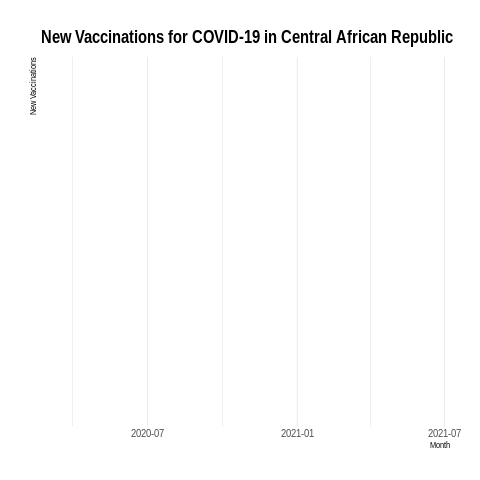 New Vaccinations for COVID-19 in Central African Republic
New Vaccinations
2020-07
2021-01
2021-07
Month